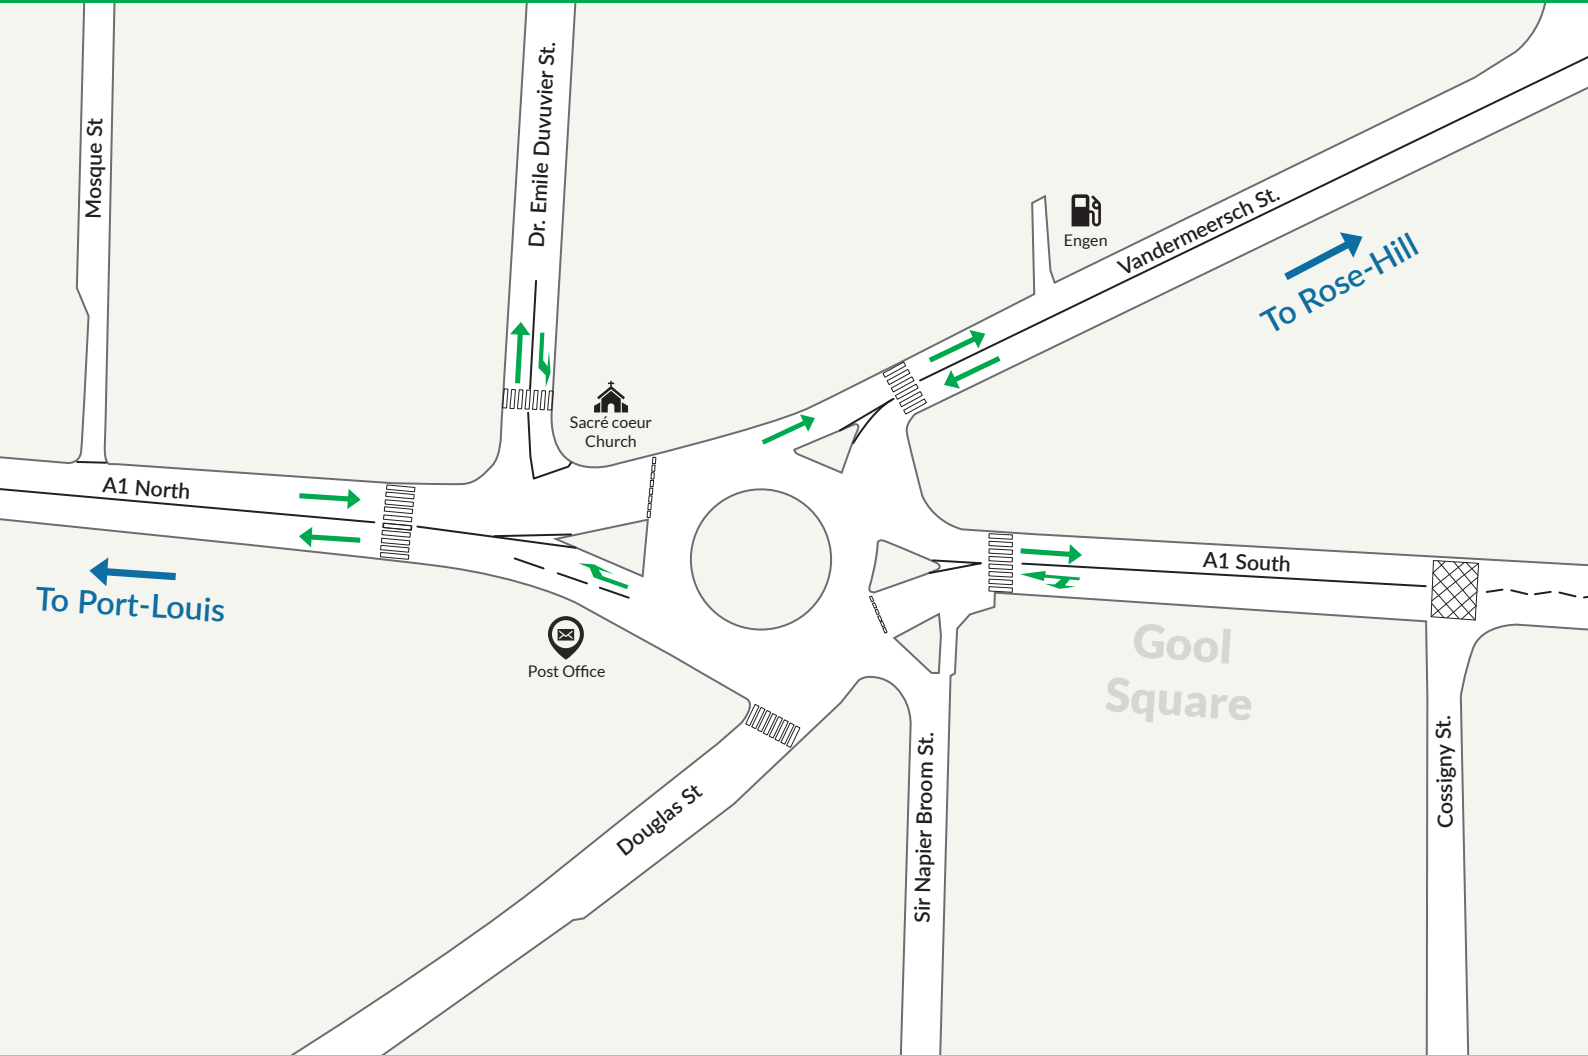 Mosque St
Dr. Emile Duvuvier St.
Engen
Vandermeersch St.
To Rose-Hill
Sacré coeur
Church
A1 North
A1 South
To Port-Louis
Post Office
Gool
Square
Douglas St
Sir Napier Broom St.
Cossigny St.